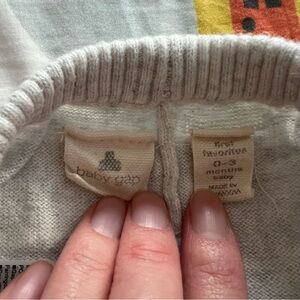 baby gap
first
favorites
0-3
months
baby
MADE IN